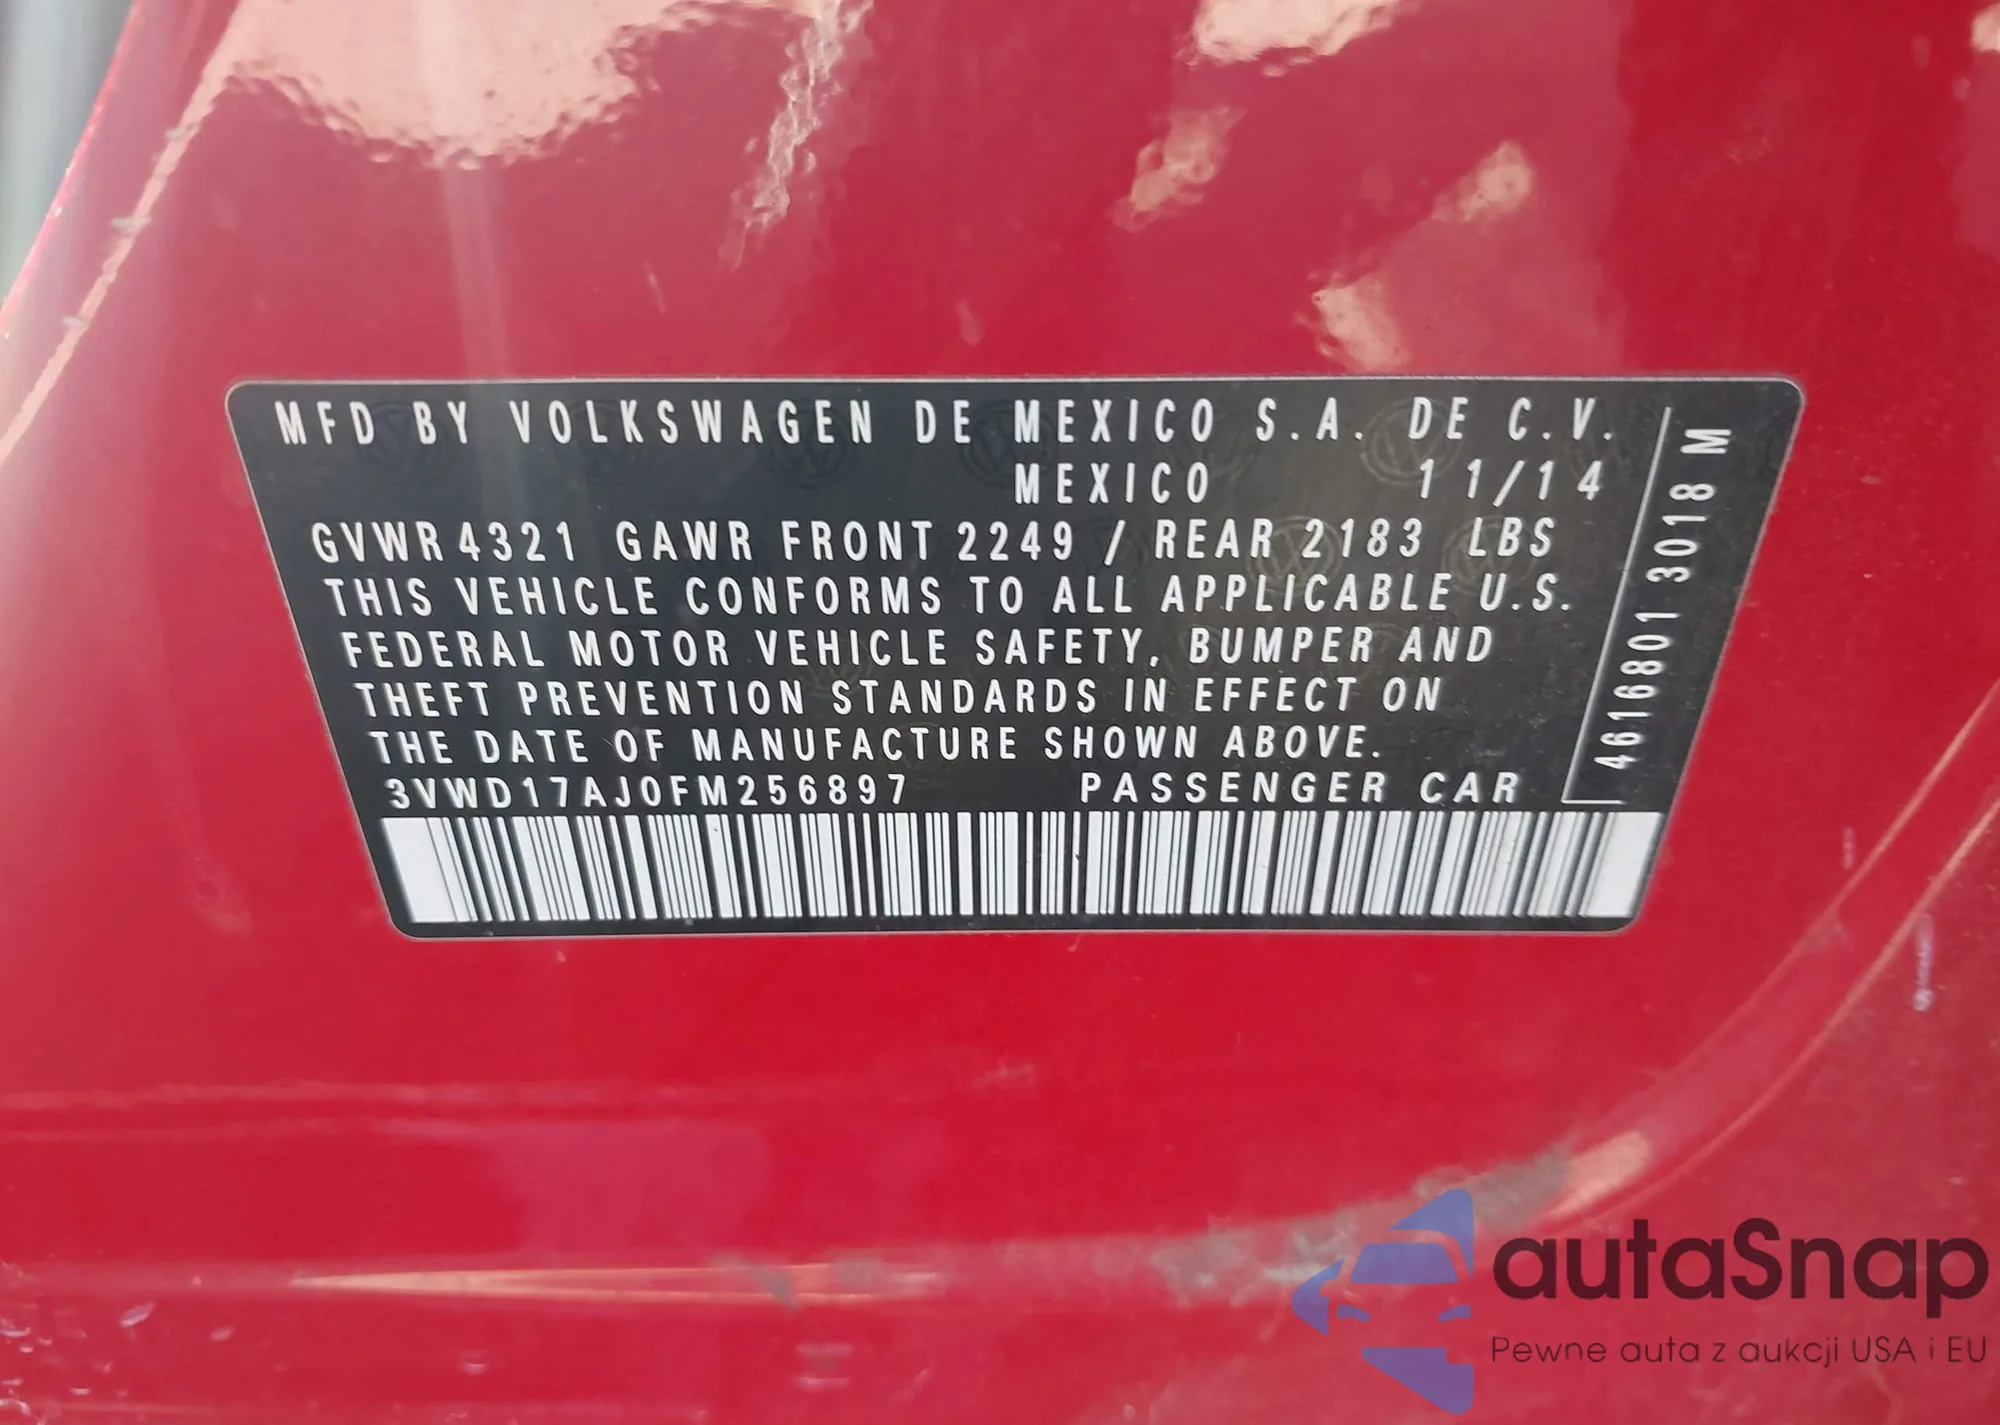 MFD BY VOLKSWAGEN DE MEXICO S.A. DE C.V.
MEXICO 11/14
GVWR 4321 GAWR FRONT 2249 / REAR 2183 LBS
THIS VEHICLE CONFORMS TO ALL APPLICABLE U.S.
FEDERAL MOTOR VEHICLE SAFETY, BUMPER AND
THEFT PREVENTION STANDARDS IN EFFECT ON
THE DATE OF MANUFACTURE SHOWN ABOVE.
3VWD17AJ0FM256897 PASSENGER CAR
4616801 3018 M
autaSnap
Pewne auta z aukcji USA i EU